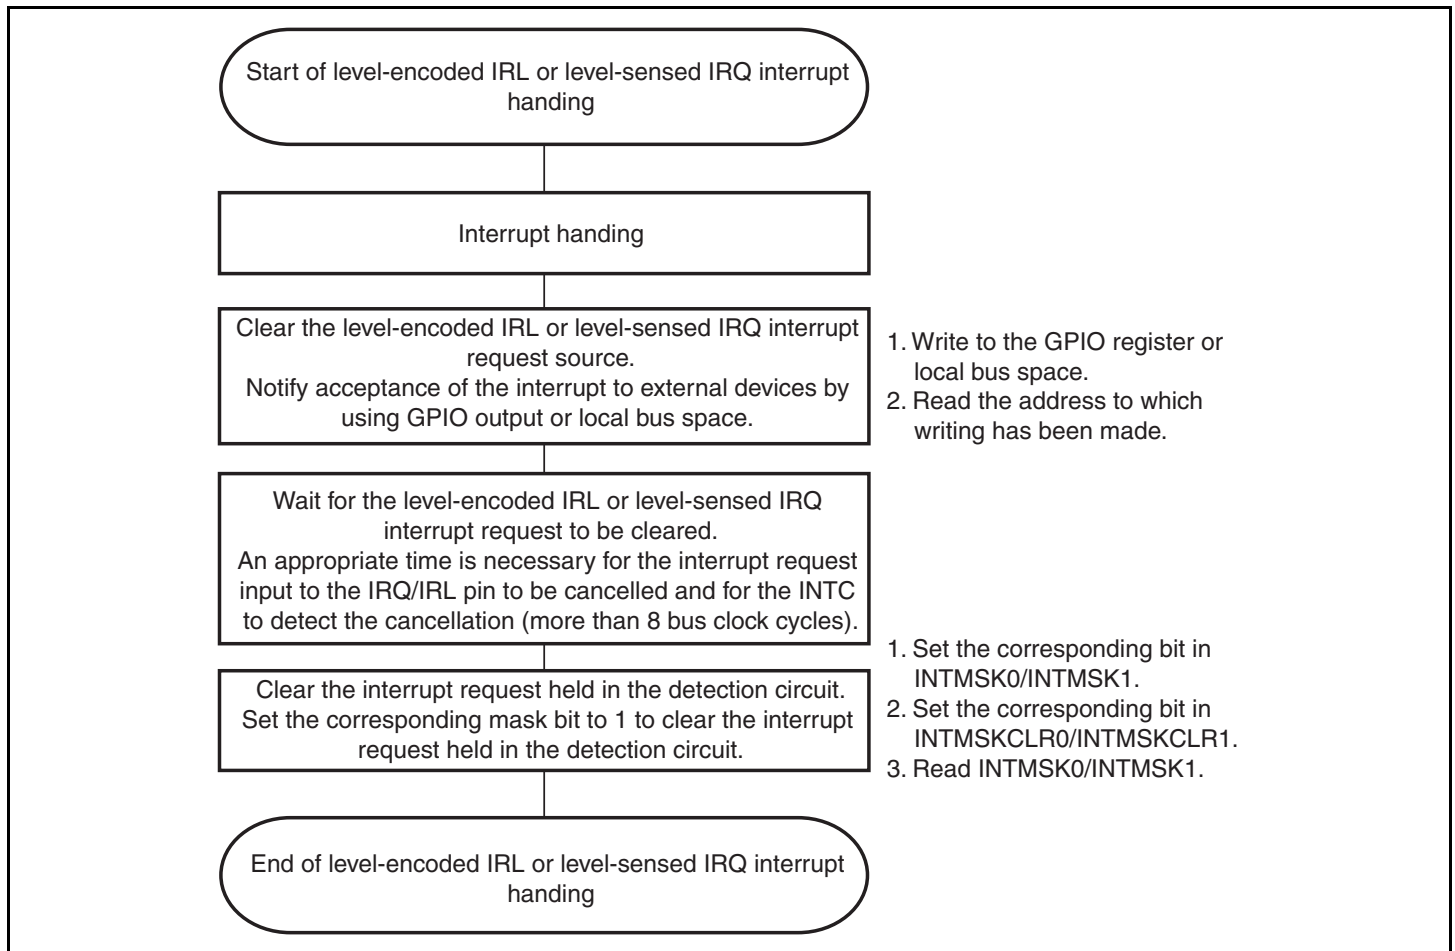 Start of level-encoded IRL or level-sensed IRQ interrupt
handing
Interrupt handing
Clear the level-encoded IRL or level-sensed IRQ interrupt
request source.
Notify acceptance of the interrupt to external devices by
using GPIO output or local bus space.
1. Write to the GPIO register or
local bus space.
2. Read the address to which
writing has been made.
Wait for the level-encoded IRL or level-sensed IRQ
interrupt request to be cleared.
An appropriate time is necessary for the interrupt request
input to the IRQ/IRL pin to be cancelled and for the INTC
to detect the cancellation (more than 8 bus clock cycles).
Clear the interrupt request held in the detection circuit.
Set the corresponding mask bit to 1 to clear the interrupt
request held in the detection circuit.
1. Set the corresponding bit in
INTMSK0/INTMSK1.
2. Set the corresponding bit in
INTMSKCLR0/INTMSKCLR1.
3. Read INTMSK0/INTMSK1.
End of level-encoded IRL or level-sensed IRQ interrupt
handing